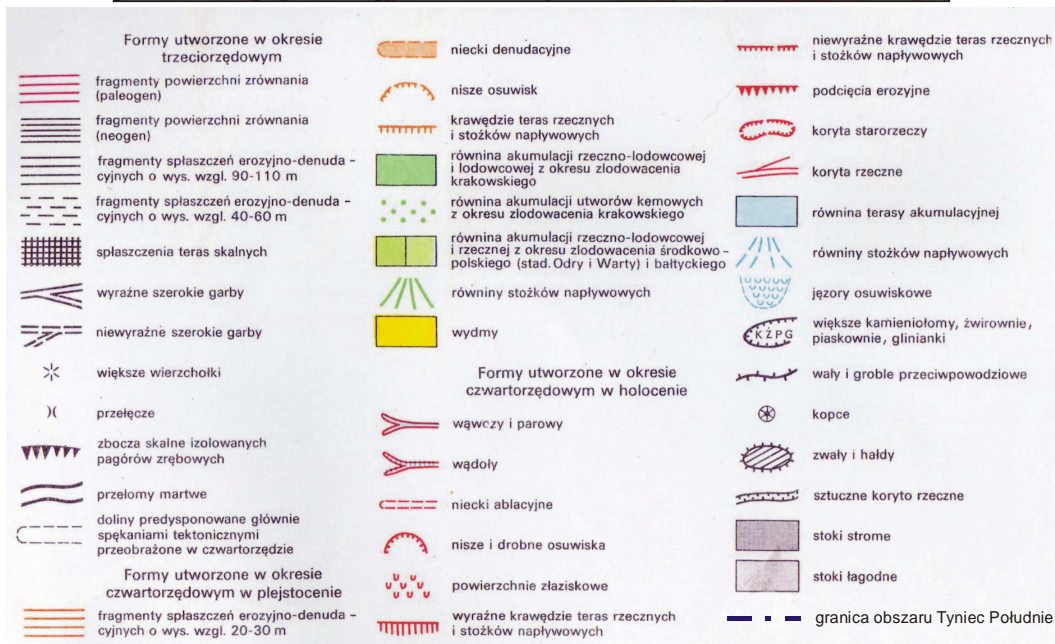 Formy utworzone w okresie
trzeciorzędowym
fragmenty powierzchni zrównania
(paleogen)
fragmenty powierzchni zrównania
(neogen)
fragmenty spłaszczeń erozyjno-denuda -
cyjnych o wys. wzgl. 90-110 m
fragmenty spłaszczeń erozyjno-denuda -
cyjnych o wys. wzgl. 40-60 m
spłaszczenia teras skalnych
wyraźne szerokie garby
niewyraźne szerokie garby
większe wierzchołki
przełęcze
zbocza skalne izolowanych
pagórów zrębowych
przełomy martwe
doliny predysponowane głównie
spękaniami tektonicznymi
przeobrażone w czwartorzędzie
Formy utworzone w okresie
czwartorzędowym w plejstocenie
fragmenty spłaszczeń erozyjno-denuda -
cyjnych o wys. wzgl. 20-30 m
niecki denudacyjne
nisze osuwisk
krawędzie teras rzecznych
i stożków napływowych
równina akumulacji rzeczno-lodowcowej
i lodowcowej z okresu zlodowacenia
krakowskiego
równina akumulacji utworów kemowych
z okresu zlodowacenia krakowskiego
równina akumulacji rzeczno-lodowcowej
i rzecznej z okresu zlodowacenia środkowo -
polskiego (stad. Odry i Warty) i bałtyckiego
równiny stożków napływowych
wydmy
Formy utworzone w okresie
czwartorzędowym w holocenie
wąwozy i parowy
wądoły
niecki ablacyjne
nisze i drobne osuwiska
powierzchnie złaziskowe
wyraźne krawędzie teras rzecznych
i stożków napływowych
niewyraźne krawędzie teras rzecznych
i stożków napływowych
podcięcia erozyjne
koryta starorzeczy
koryta rzeczne
równina terasy akumulacyjnej
równiny stożków napływowych
jęzory osuwiskowe
K Ż P G
większe kamieniołomy, żwirownie,
piaskownie, glinianki
wały i groble przeciwpowodziowe
kopce
zwały i hałdy
sztuczne koryto rzeczne
stoki strome
stoki łagodne
granica obszaru Tyniec Południe